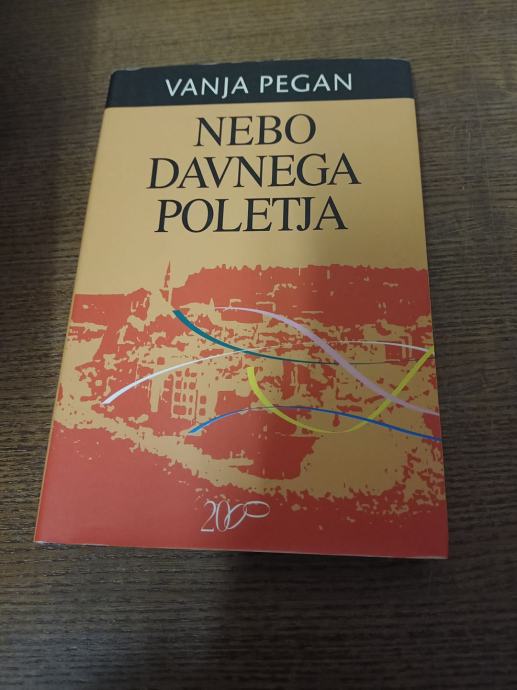 VANJA PEGAN
NEBO
DAVNEGA
POLETJA
2000